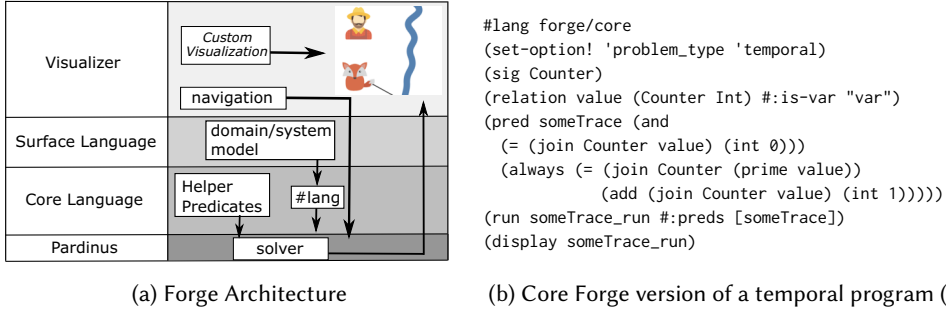 Visualizer
Custom
Visualization
navigation
Surface Language
domain/system
model
Core Language
Helper
Predicates
#lang
Pardinus
solver
(a) Forge Architecture
#lang forge/core
(set-option! 'problem_type 'temporal)
(sig Counter)
(relation value (Counter Int) #:is-var "var")
(pred someTrace (and
(= (join Counter value) (int 0)))
(always (= (join Counter (prime value))
(add (join Counter value) (int 1)))))
(run someTrace_run #:preds [someTrace])
(display someTrace_run)
(b) Core Forge version of a temporal program (